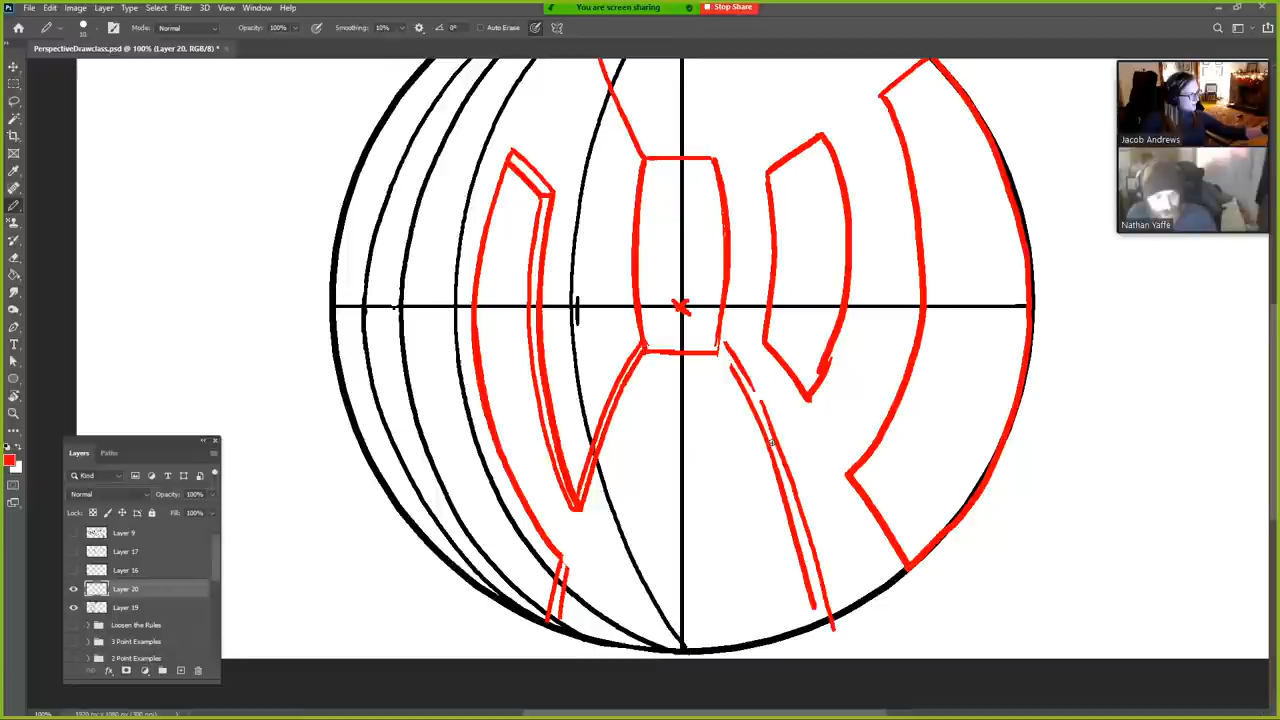 You are screen sharing
Stop Share
File Edit Image Layer Type Select Filter 3D View Window Help
Mode: Normal Opacity: 100% Smoothing: 10% 0° Auto Erase
PerspectiveDrawclass.psd @ 100% (Layer 20, RGB/8) *
Jacob Andrews
Nathan Yaffe
Layers Paths
Kind
Normal Opacity: 100%
Lock: Fill: 100%
Layer 9
Layer 17
Layer 16
Layer 20
Layer 19
Loosen the Rules
3 Point Examples
2 Point Examples
fx
100%